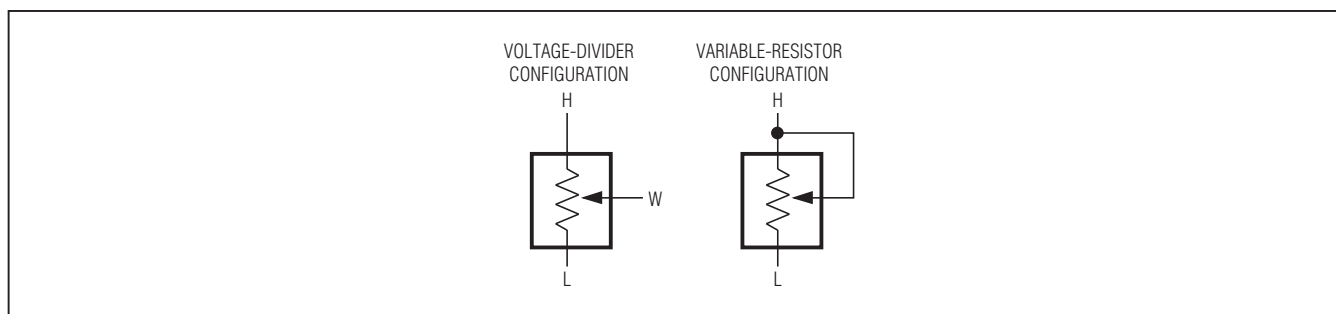 VOLTAGE-DIVIDER
CONFIGURATION
H
W
L
VARIABLE-RESISTOR
CONFIGURATION
H
L